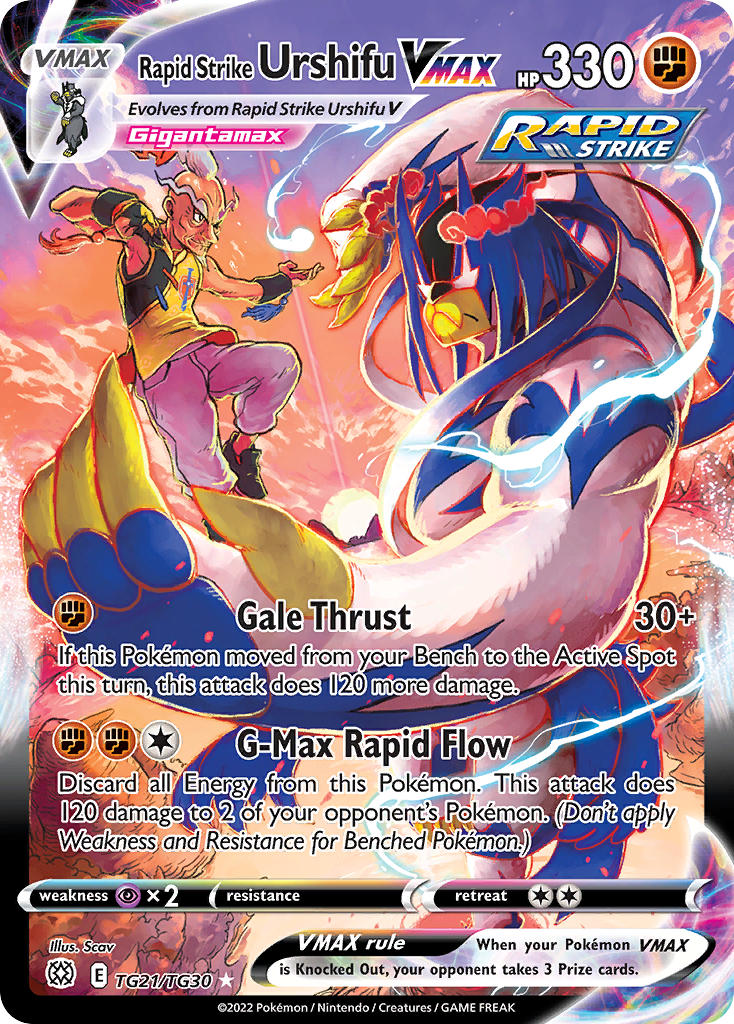 VMAX
Rapid Strike Urshifu VMAX HP 330
Evolves from Rapid Strike Urshifu V
Gigantamax
RAPID STRIKE
Gale Thrust 30+
If this Pokémon moved from your Bench to the Active Spot
this turn, this attack does 120 more damage.
G-Max Rapid Flow
Discard all Energy from this Pokémon. This attack does
120 damage to 2 of your opponent's Pokémon. (Don't apply
Weakness and Resistance for Benched Pokémon.)
weakness ×2 resistance retreat
Illus. Scav
E TG21/TG30
VMAX rule When your Pokémon VMAX
is Knocked Out, your opponent takes 3 Prize cards.
©2022 Pokémon / Nintendo / Creatures / GAME FREAK